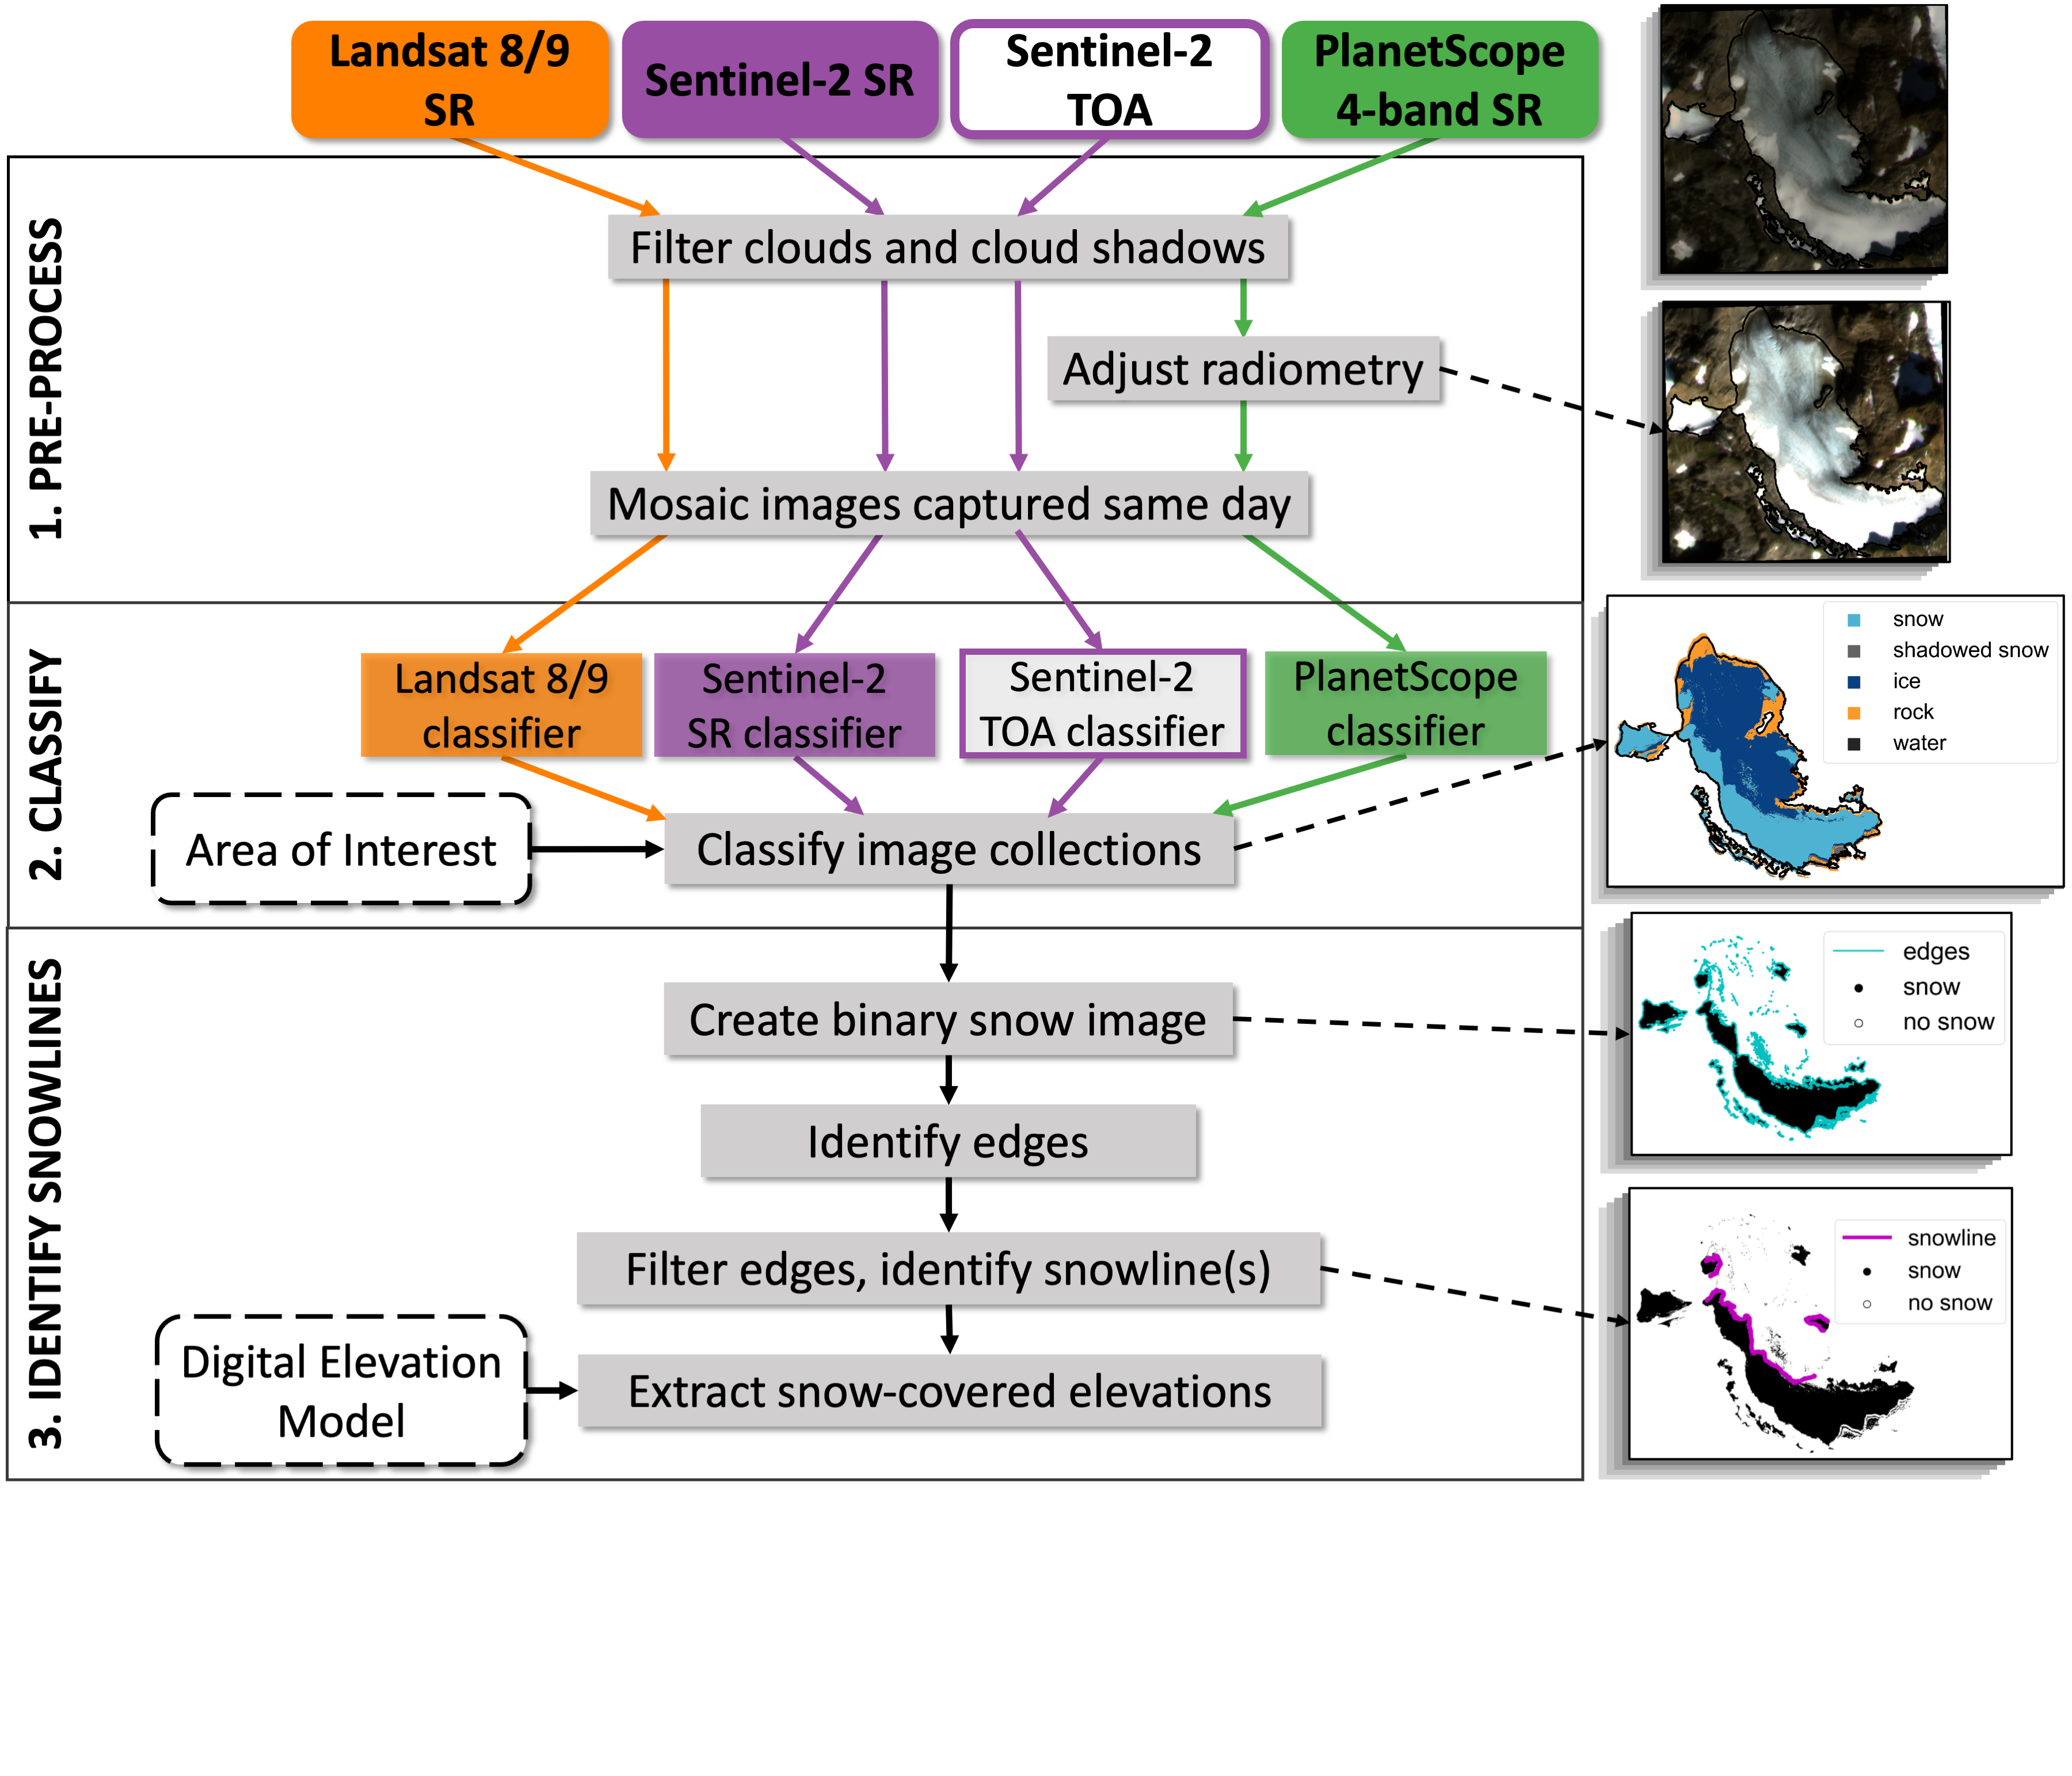 Landsat 8/9
SR
Sentinel-2 SR
Sentinel-2
TOA
PlanetScope
4-band SR
1. PRE-PROCESS
Filter clouds and cloud shadows
Adjust radiometry
Mosaic images captured same day
2. CLASSIFY
Landsat 8/9
classifier
Sentinel-2
SR classifier
Sentinel-2
TOA classifier
PlanetScope
classifier
Area of Interest
Classify image collections
snow
shadowed snow
ice
rock
water
3. IDENTIFY SNOWLINES
Create binary snow image
edges
snow
no snow
Identify edges
Filter edges, identify snowline(s)
snowline
snow
no snow
Digital Elevation
Model
Extract snow-covered elevations